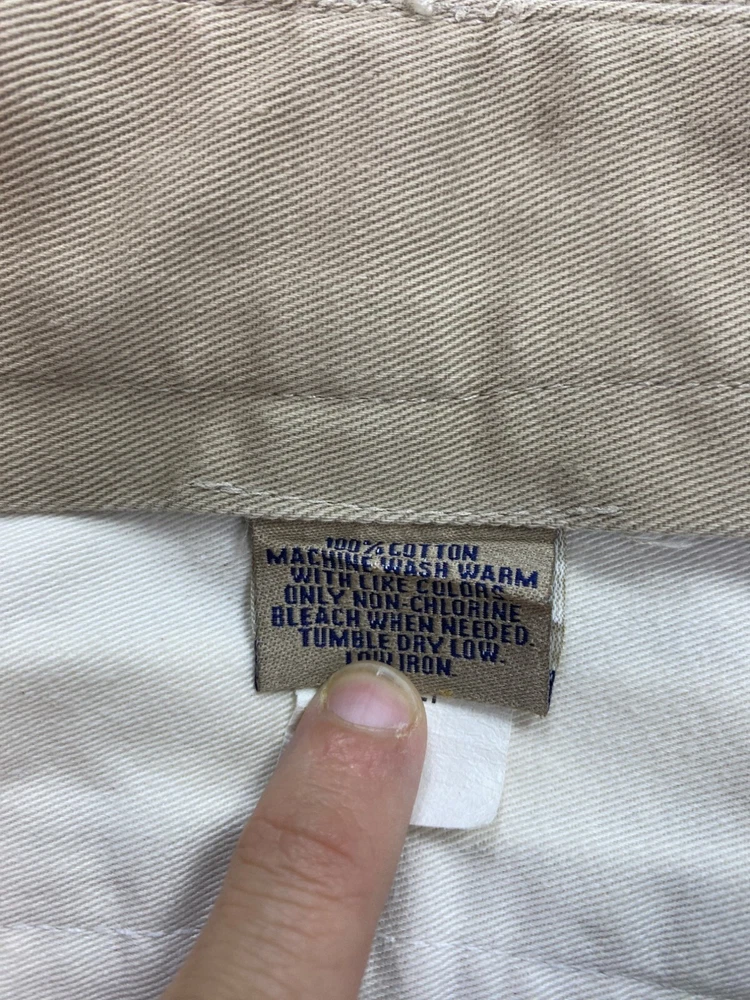 100% COTTON
MACHINE WASH WARM
WITH LIKE COLORS
ONLY NON-CHLORINE
BLEACH WHEN NEEDED.
TUMBLE DRY LOW.
LOW IRON.